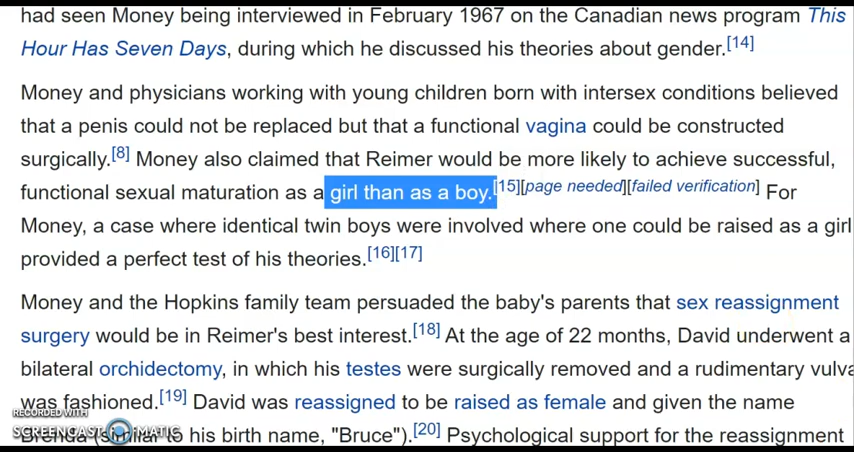 had seen Money being interviewed in February 1967 on the Canadian news program This
Hour Has Seven Days, during which he discussed his theories about gender.[14]
Money and physicians working with young children born with intersex conditions believed
that a penis could not be replaced but that a functional vagina could be constructed
surgically.[8] Money also claimed that Reimer would be more likely to achieve successful,
functional sexual maturation as a girl than as a boy.[15][page needed][failed verification] For
Money, a case where identical twin boys were involved where one could be raised as a girl
provided a perfect test of his theories.[16][17]
Money and the Hopkins family team persuaded the baby's parents that sex reassignment
surgery would be in Reimer's best interest.[18] At the age of 22 months, David underwent a
bilateral orchidectomy, in which his testes were surgically removed and a rudimentary vulva
was fashioned.[19] David was reassigned to be raised as female and given the name
RECORDED WITH
SCREENCAST-O-MATIC
Brenda (similar to his birth name, "Bruce").[20] Psychological support for the reassignment